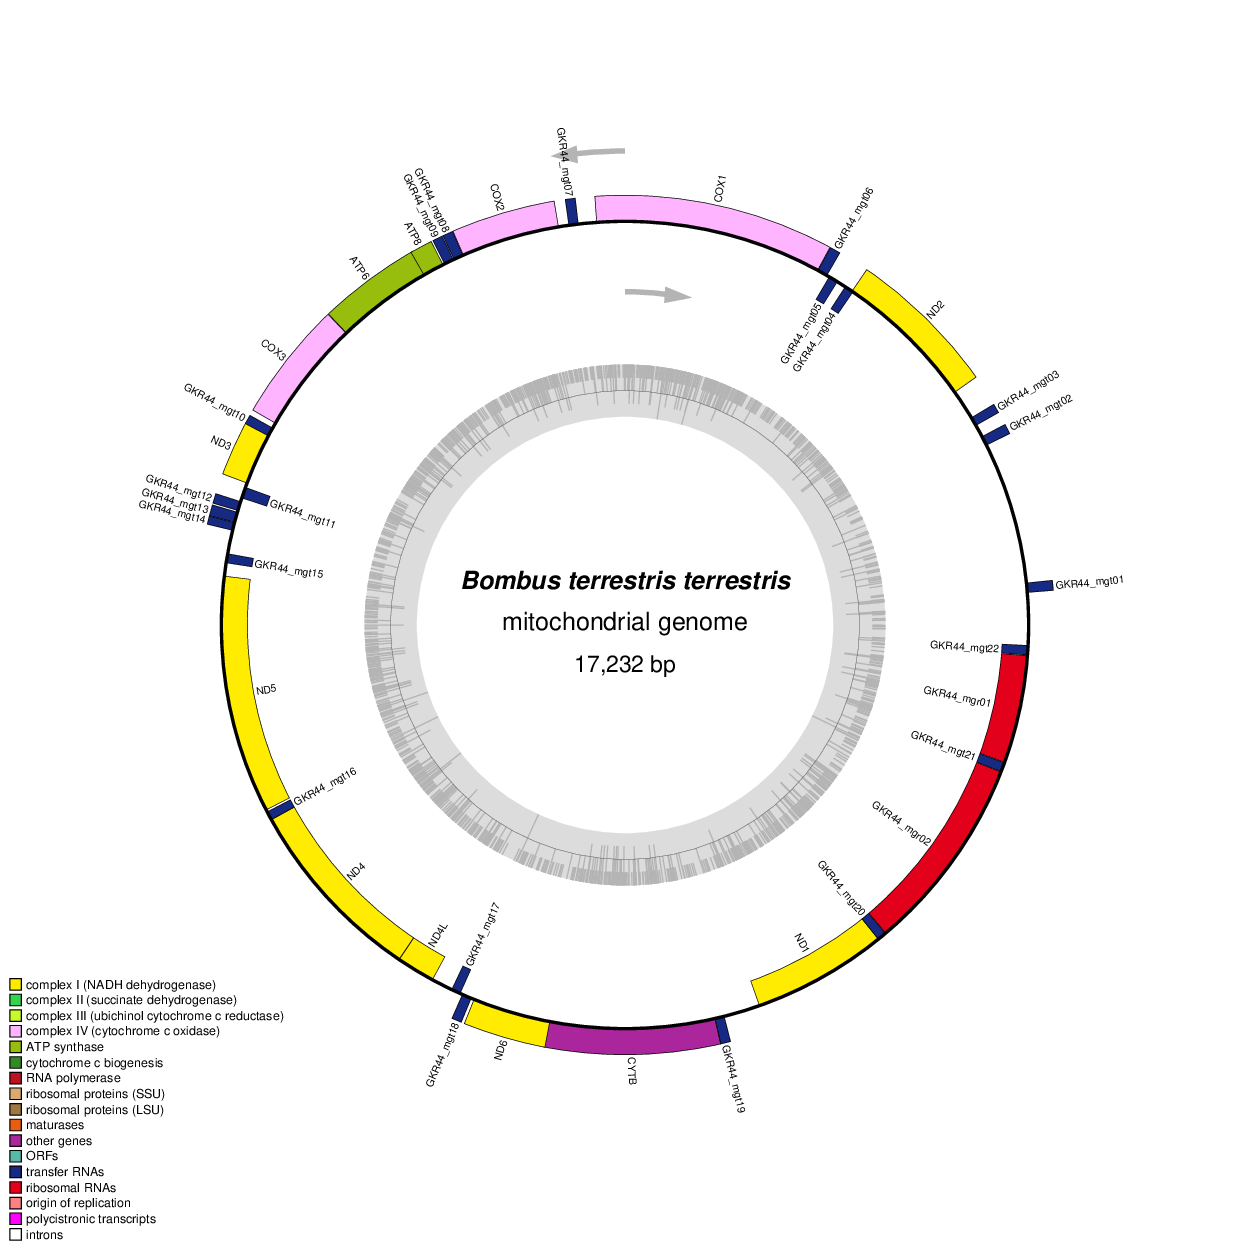 GKR44_mgt07
COX1
GKR44_mgt06
ND2
GKR44_mgt05
GKR44_mgt04
GKR44_mgt03
GKR44_mgt02
GKR44_mgt01
GKR44_mgt22
GKR44_mgr01
GKR44_mgt21
GKR44_mgr02
GKR44_mgt20
ND1
GKR44_mgt19
CYTB
ND6
GKR44_mgt18
GKR44_mgt17
ND4L
ND4
GKR44_mgt16
ND5
GKR44_mgt15
GKR44_mgt14
GKR44_mgt13
GKR44_mgt12
GKR44_mgt11
ND3
GKR44_mgt10
COX3
ATP6
ATP8
GKR44_mgt09
GKR44_mgt08
COX2
Bombus terrestris terrestris
mitochondrial genome
17,232 bp
complex I (NADH dehydrogenase)
complex II (succinate dehydrogenase)
complex III (ubichinol cytochrome c reductase)
complex IV (cytochrome c oxidase)
ATP synthase
cytochrome c biogenesis
RNA polymerase
ribosomal proteins (SSU)
ribosomal proteins (LSU)
maturases
other genes
ORFs
transfer RNAs
ribosomal RNAs
origin of replication
polycistronic transcripts
introns